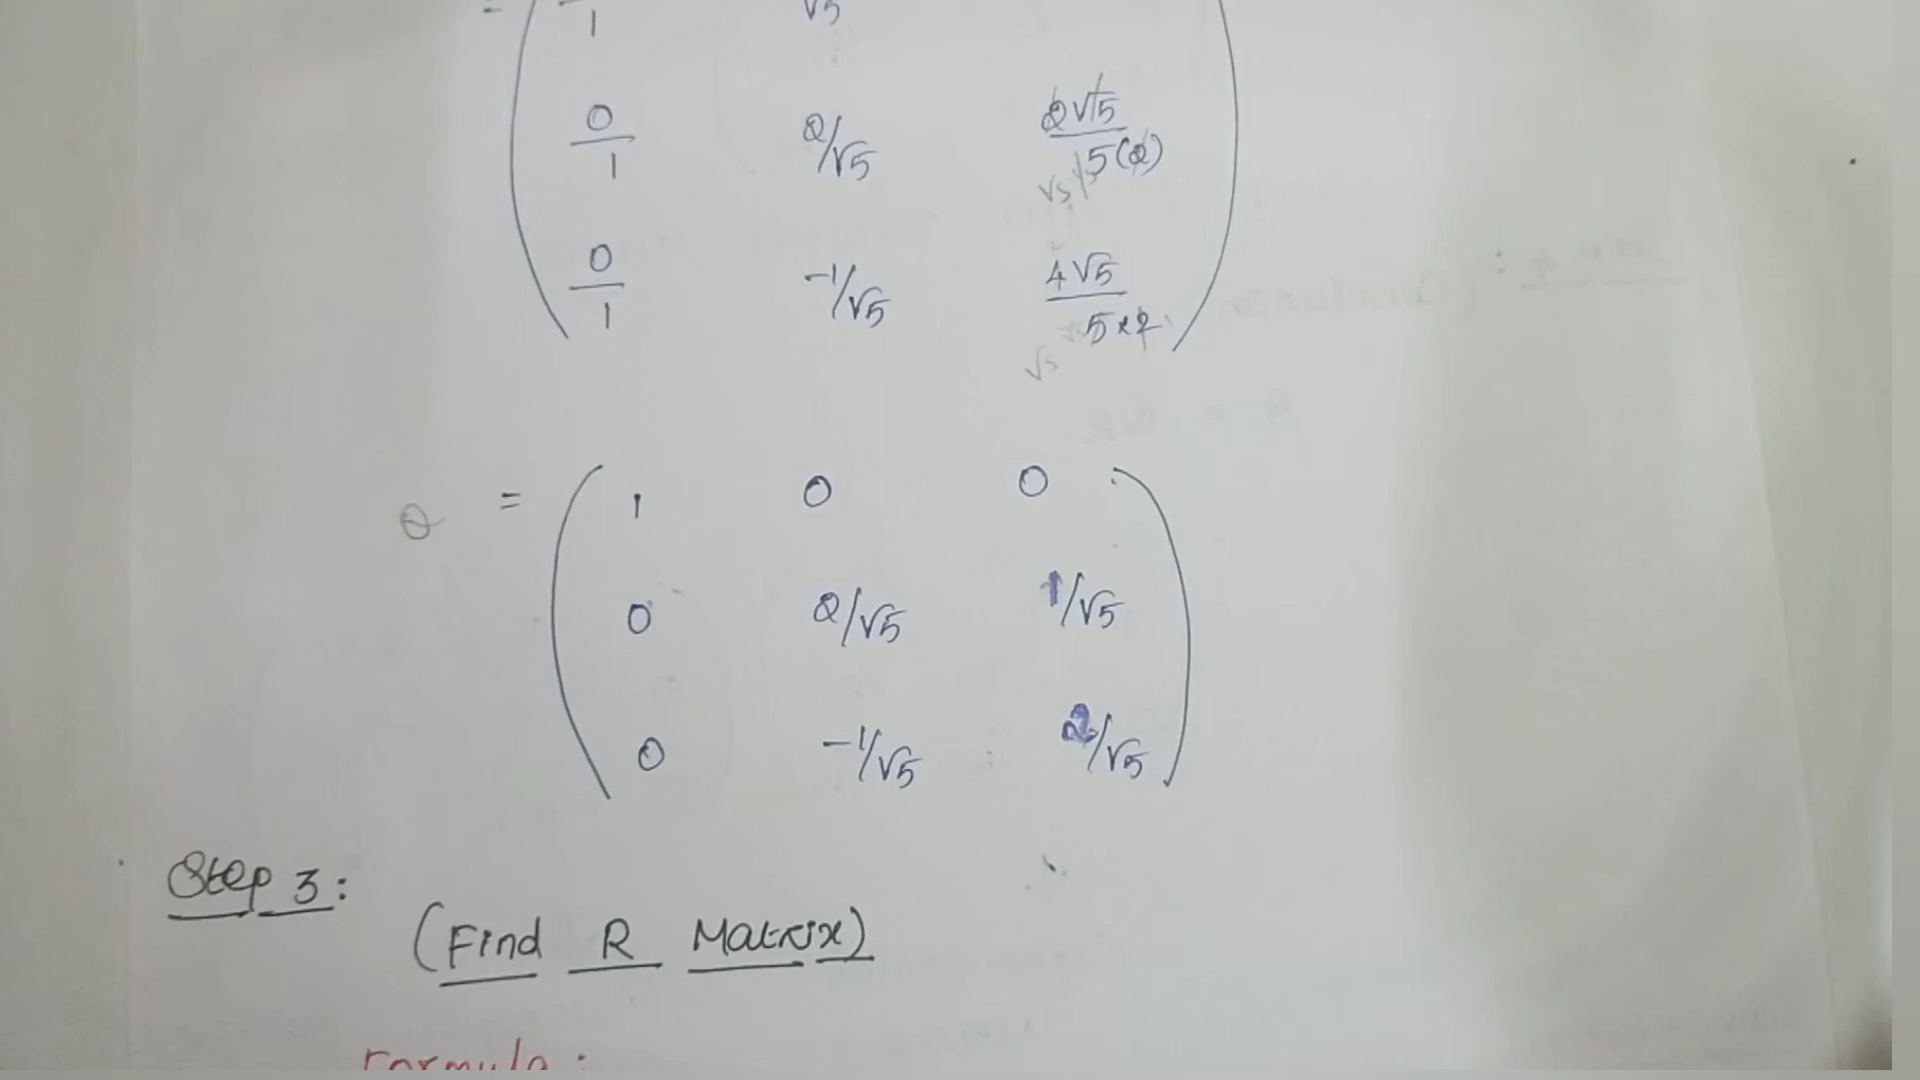 = 1 √5
0/1 2/√5 2√5/5(2)
√5
0/1 -1/√5 4√5/5×2
√5
Q = 1 0 0
0 2/√5 1/√5
0 -1/√5 2/√5
Step 3:
(Find R Matrix)
Formula: